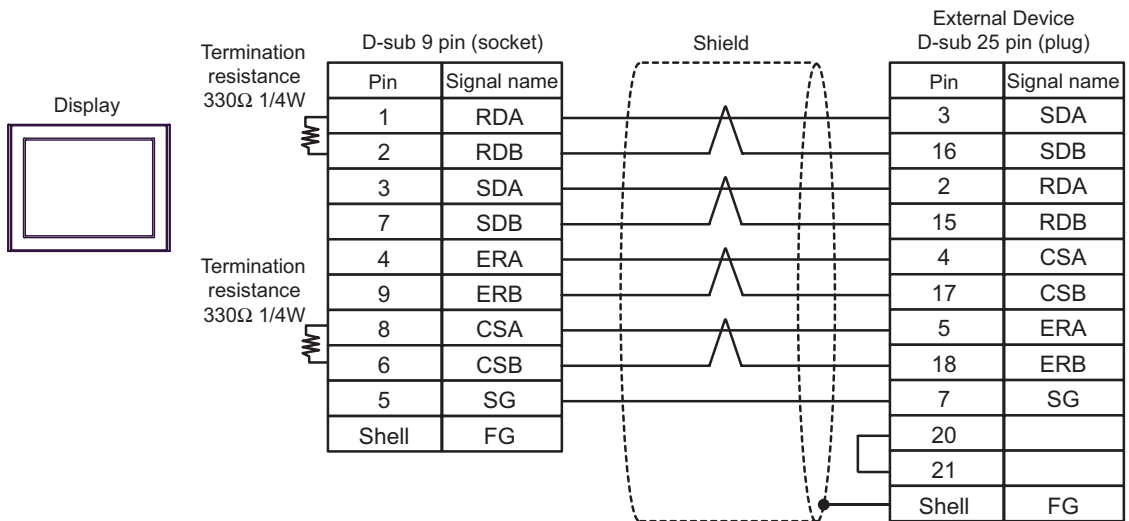 External Device
Termination resistance 330Ω 1/4W
D-sub 9 pin (socket)
Shield
D-sub 25 pin (plug)
Display
Pin Signal name Pin Signal name
1 RDA 3 SDA
2 RDB 16 SDB
3 SDA 2 RDA
7 SDB 15 RDB
Termination resistance 330Ω 1/4W
4 ERA 4 CSA
9 ERB 17 CSB
8 CSA 5 ERA
6 CSB 18 ERB
5 SG 7 SG
Shell FG 20
21
Shell FG